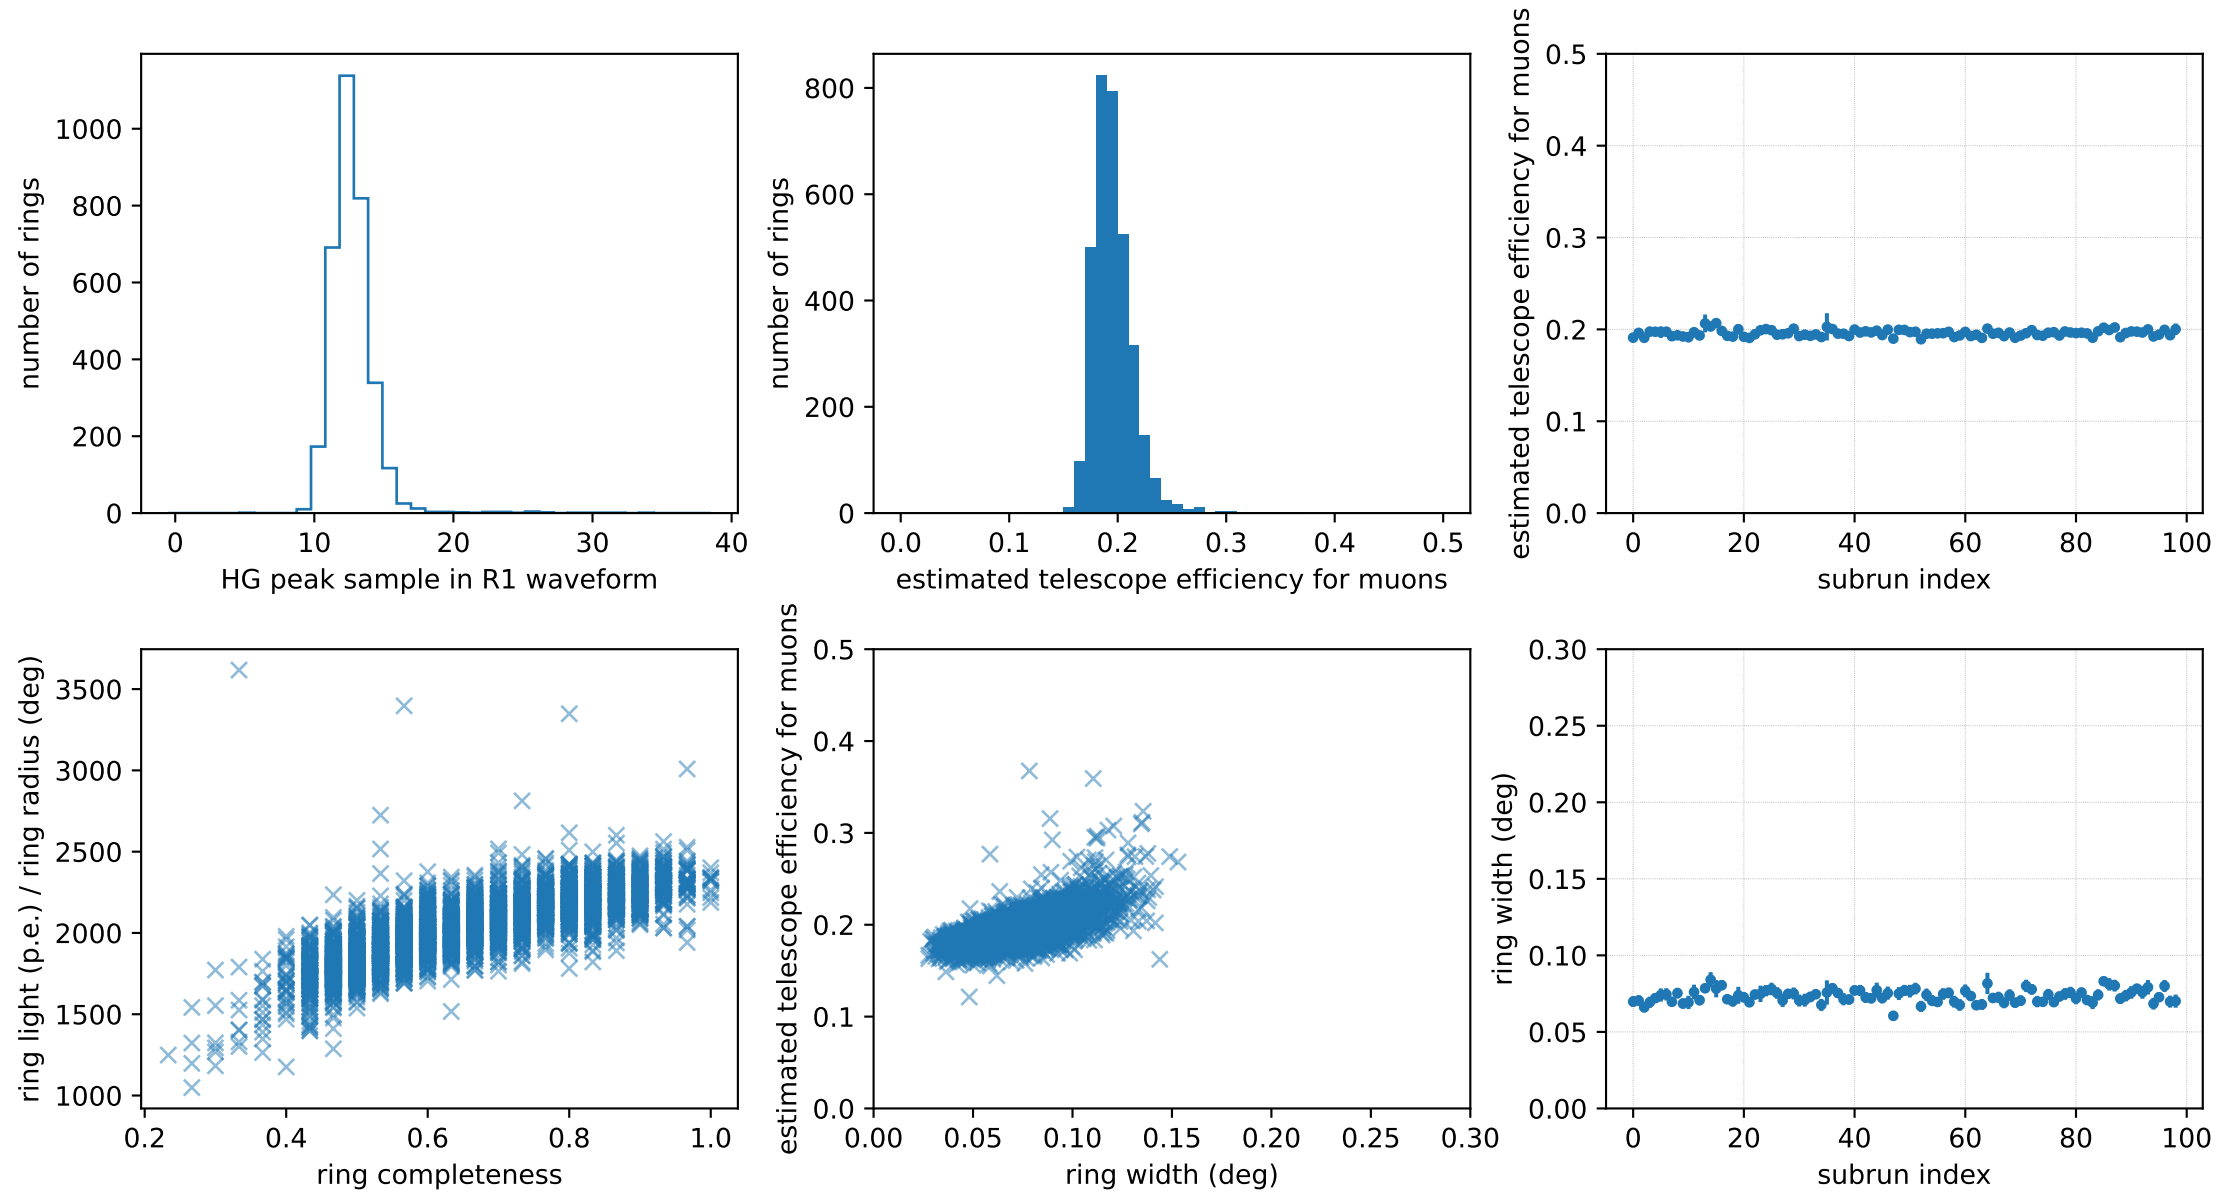 number of rings
1000
800
600
400
200
0
0 10 20 30 40
HG peak sample in R1 waveform
number of rings
800
600
400
200
0
0.0 0.1 0.2 0.3 0.4 0.5
estimated telescope efficiency for muons
estimated telescope efficiency for muons
0.5
0.4
0.3
0.2
0.1
0.0
0 20 40 60 80 100
subrun index
ring light (p.e.) / ring radius (deg)
3500
3000
2500
2000
1500
1000
0.2 0.4 0.6 0.8 1.0
ring completeness
estimated telescope efficiency for muons
0.5
0.4
0.3
0.2
0.1
0.0
0.00 0.05 0.10 0.15 0.20 0.25 0.30
ring width (deg)
ring width (deg)
0.30
0.25
0.20
0.15
0.10
0.05
0.00
0 20 40 60 80 100
subrun index